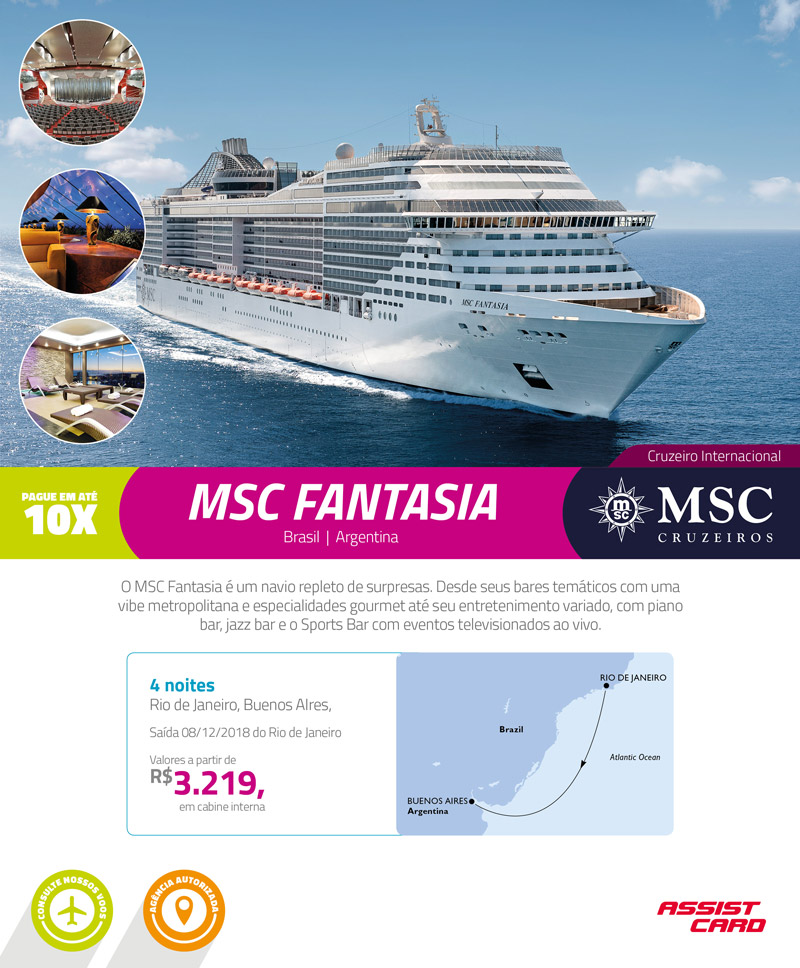 MSC FANTASIA
MSC
Cruzeiro Internacional
PAGUE EM ATÉ
10X
MSC FANTASIA
Brasil | Argentina
MSC
MSC
CRUZEIROS
O MSC Fantasia é um navio repleto de surpresas. Desde seus bares temáticos com uma
vibe metropolitana e especialidades gourmet até seu entretenimento variado, com piano
bar, jazz bar e o Sports Bar com eventos televisionados ao vivo.
4 noites
Rio de Janeiro, Buenos AIres,
Saída 08/12/2018 do Rio de Janeiro
Valores a partir de
R$3.219,
em cabine interna
RIO DE JANEIRO
Brazil
Atlantic Ocean
BUENOS AIRES
Argentina
CONSULTE NOSSOS VOOS
AGÊNCIA AUTORIZADA
ASSIST
CARD